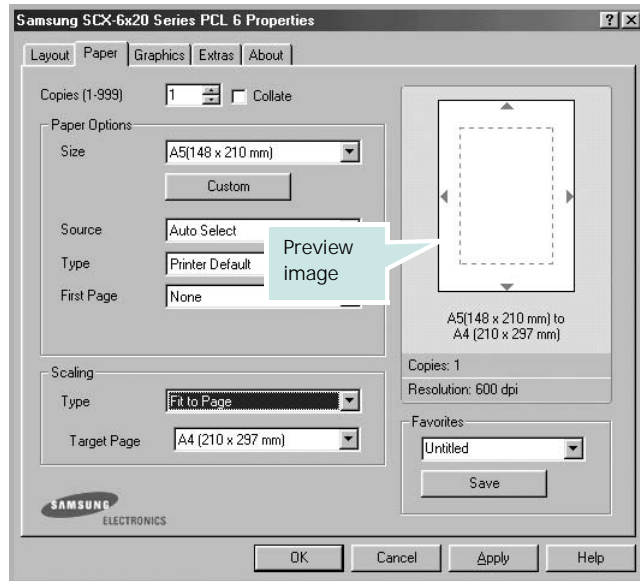 Samsung SCX-6x20 Series PCL 6 Properties
Layout Paper Graphics Extras About
Copies (1-999) 1 Collate
Paper Options
Size A5(148 x 210 mm)
Custom
Source Auto Select
Type Printer Default
First Page None
Preview
image
A5(148 x 210 mm) to
A4 (210 x 297 mm)
Copies: 1
Resolution: 600 dpi
Scaling
Type Fit to Page
Target Page A4 (210 x 297 mm)
Favorites
Untitled
Save
SAMSUNG
ELECTRONICS
OK Cancel Apply Help